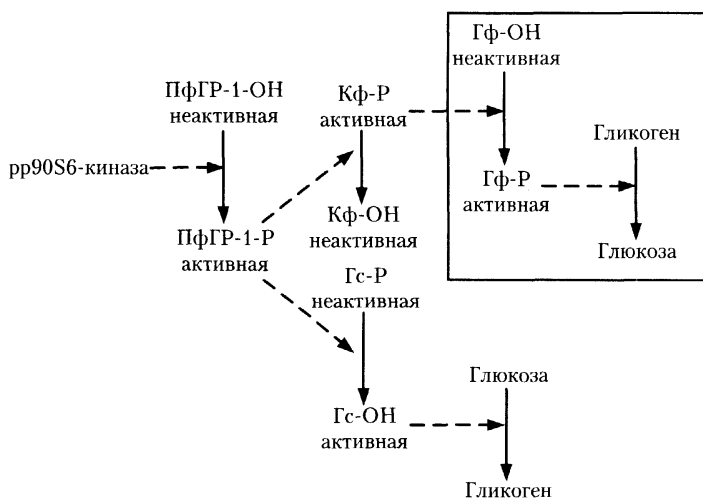 Гф-ОН
неактивная
ПфГР-1-ОН
неактивная
Кф-Р
активная
Гликоген
рр90S6-киназа
Гф-Р
активная
Кф-ОН
неактивная
ПфГР-1-Р
активная
Глюкоза
Гс-Р
неактивная
Глюкоза
Гс-ОН
активная
Гликоген